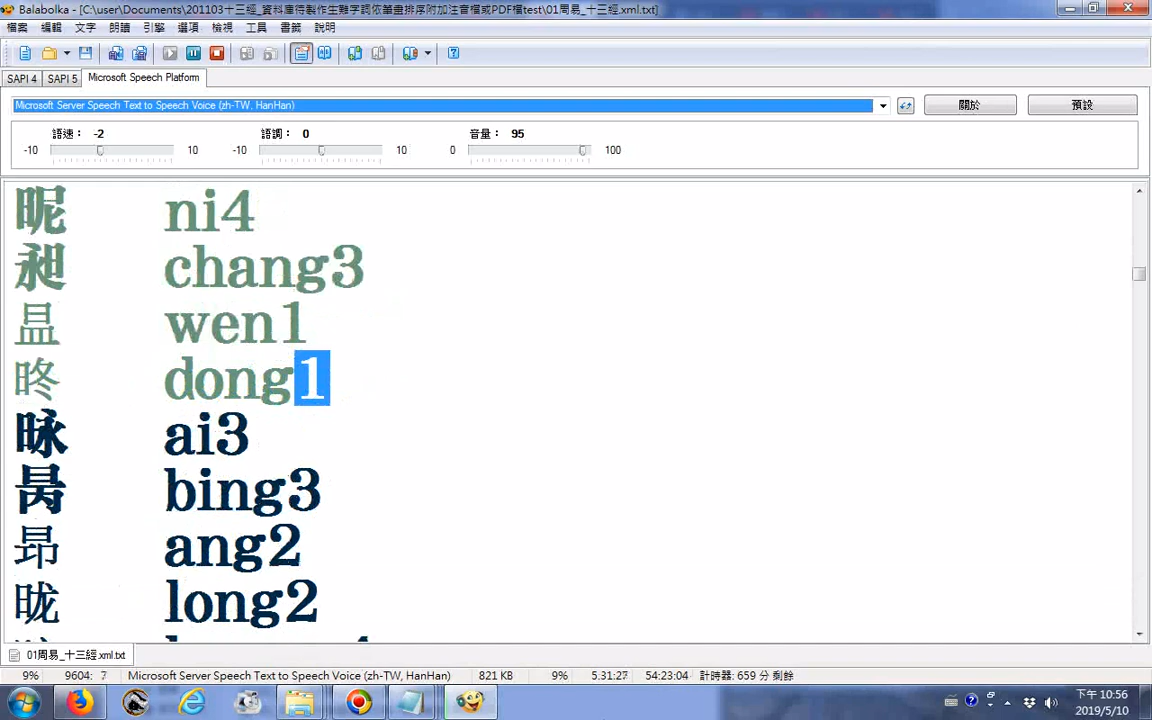 Balabolka - [C:\user\Documents\201103十三經_資料庫待製作生難字詞依筆畫排序附加注音檔或PDF檔test\01周易_十三經.xml.txt]
檔案 編輯 文字 朗讀 引擎 選項 檢視 工具 書籤 說明
SAPI 4 SAPI 5 Microsoft Speech Platform
Microsoft Server Speech Text to Speech Voice (zh-TW, HanHan) 關於 預設
語速： -2 語調： 0 音量： 95
-10 10 -10 10 0 100
昵 ni4
昶 chang3
昷 wen1
昸 dong1
昹 ai3
昺 bing3
昻 ang2
昽 long2
01周易_十三經.xml.txt
9% 9604: 7 Microsoft Server Speech Text to Speech Voice (zh-TW, HanHan) 821 KB 9% 5.31:27 54:23:04 計時器: 659 分 剩餘
下午 10:56
2019/5/10